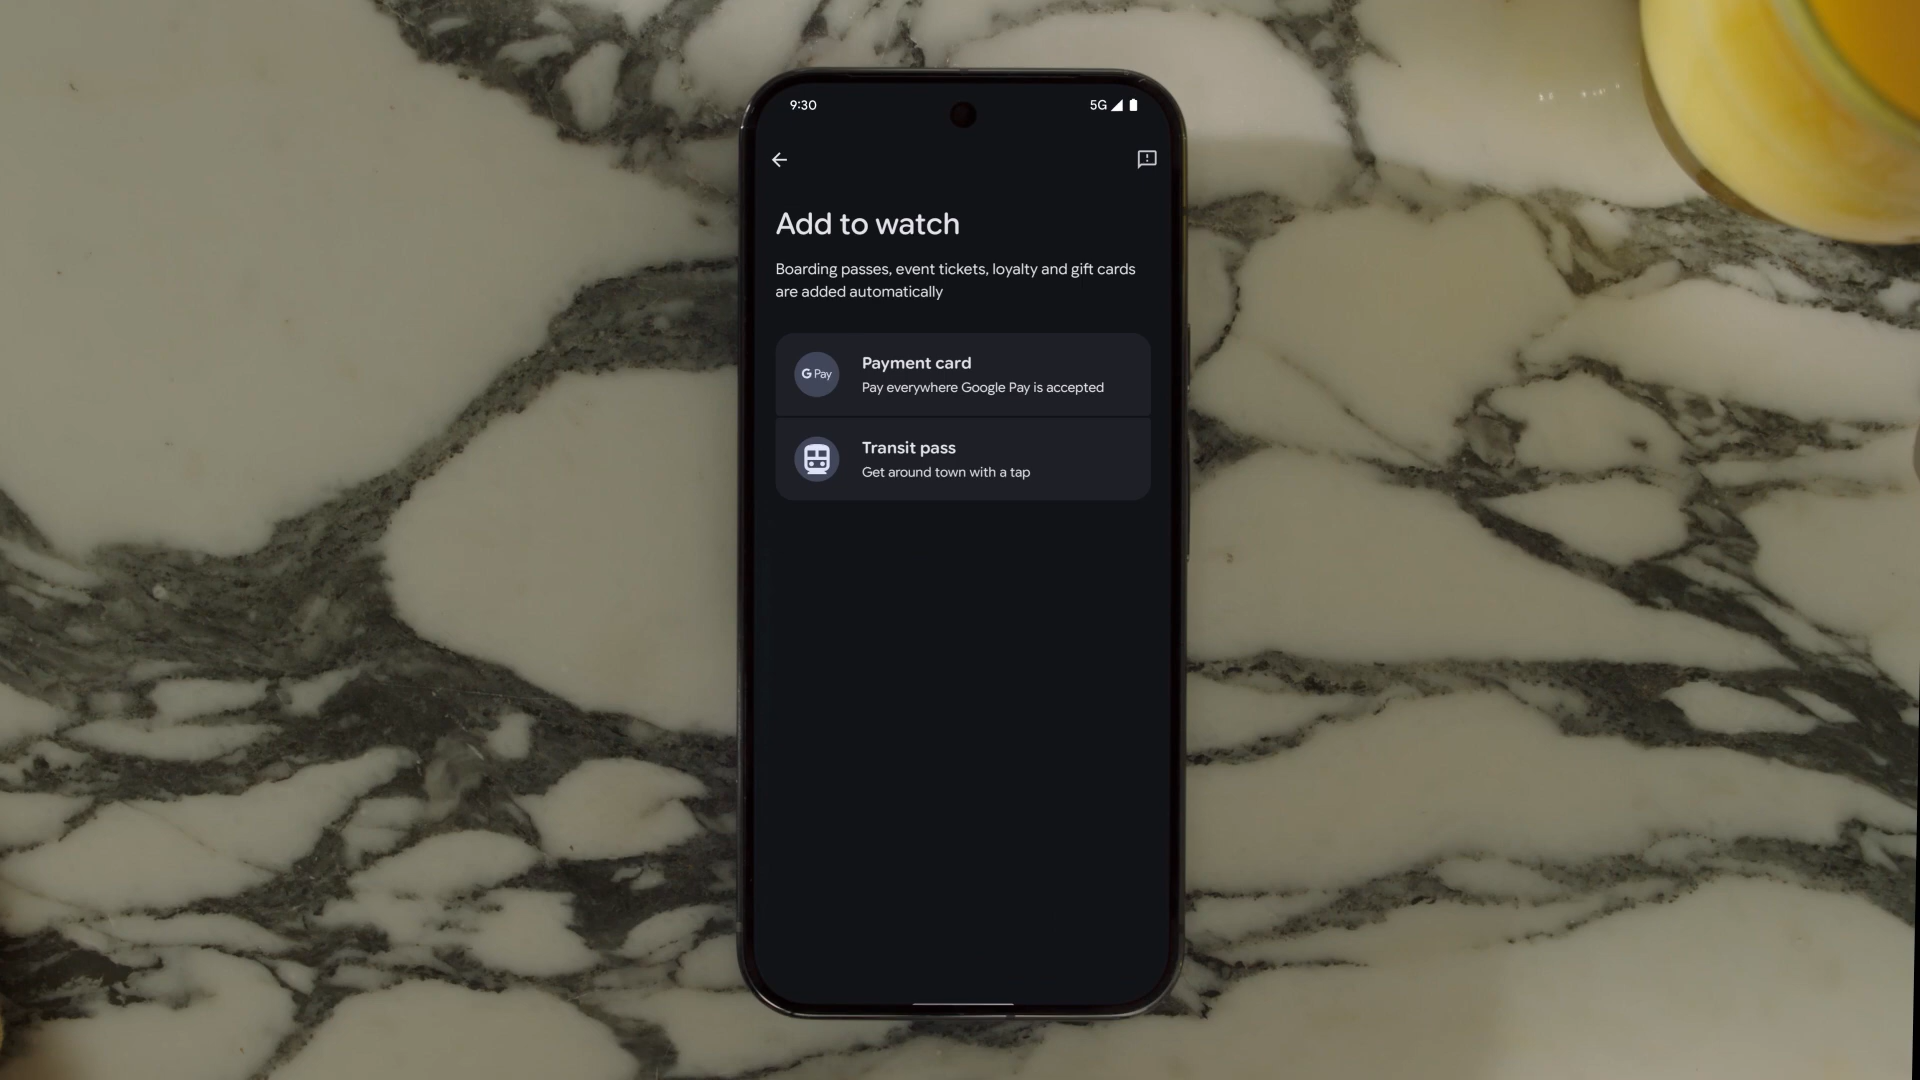 9:30
5G
Add to watch
Boarding passes, event tickets, loyalty and gift cards
are added automatically
G Pay
Payment card
Pay everywhere Google Pay is accepted
Transit pass
Get around town with a tap